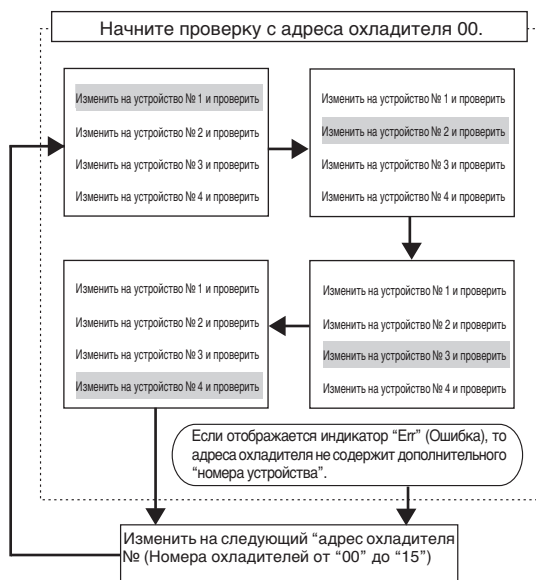 Начните проверку с адреса охладителя 00.
Изменить на устройство № 1 и проверить
Изменить на устройство № 2 и проверить
Изменить на устройство № 3 и проверить
Изменить на устройство № 4 и проверить
Изменить на устройство № 1 и проверить
Изменить на устройство № 2 и проверить
Изменить на устройство № 3 и проверить
Изменить на устройство № 4 и проверить
Изменить на устройство № 1 и проверить
Изменить на устройство № 2 и проверить
Изменить на устройство № 3 и проверить
Изменить на устройство № 4 и проверить
Изменить на устройство № 1 и проверить
Изменить на устройство № 2 и проверить
Изменить на устройство № 3 и проверить
Изменить на устройство № 4 и проверить
Если отображается индикатор “Err” (Ошибка), то
адреса охладителя не содержит дополнительного
“номера устройства”.
Изменить на следующий “адрес охладителя
№ (Номера охладителей от “00” до “15”)